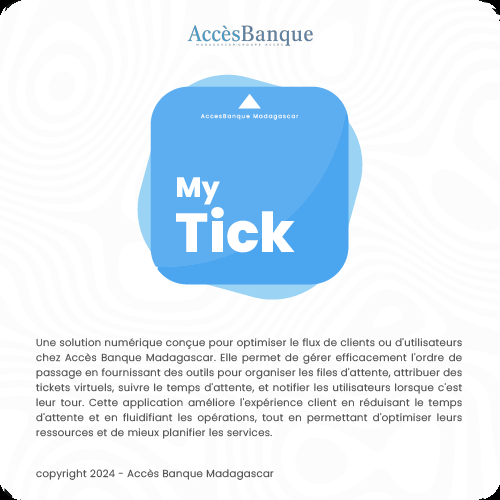 AccèsBanque
AccesBanque Madagascar
My
Tick
Une solution numérique conçue pour optimiser le flux de clients ou d'utilisateurs
chez Accès Banque Madagascar. Elle permet de gérer efficacement l'ordre de
passage en fournissant des outils pour organiser les files d'attente, attribuer des
tickets virtuels, suivre le temps d'attente, et notifier les utilisateurs lorsque c'est
leur tour. Cette application améliore l'expérience client en réduisant le temps
d'attente et en fluidifiant les opérations, tout en permettant d'optimiser leurs
ressources et de mieux planifier les services.
copyright 2024 - Accès Banque Madagascar